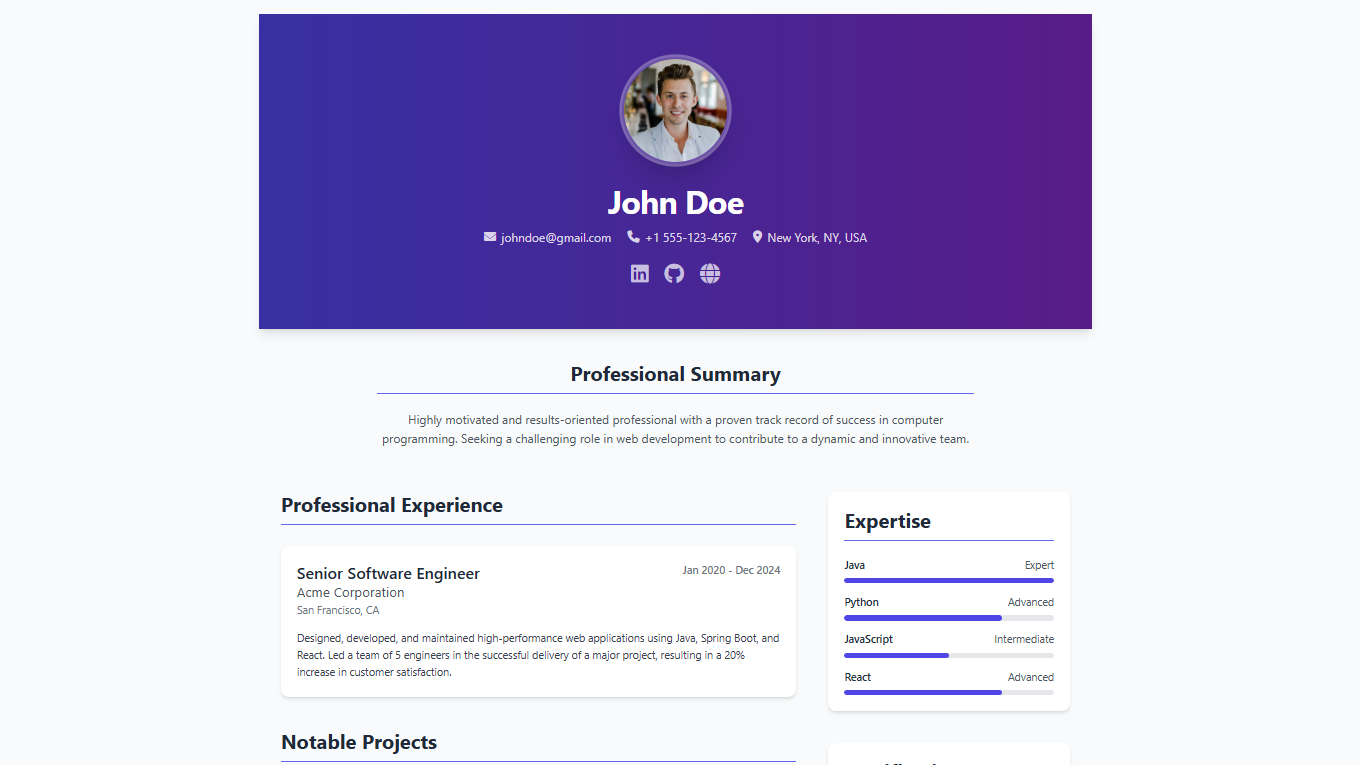 John Doe
johndoe@gmail.com +1 555-123-4567 New York, NY, USA
Professional Summary
Highly motivated and results-oriented professional with a proven track record of success in computer
programming. Seeking a challenging role in web development to contribute to a dynamic and innovative team.
Professional Experience
Senior Software Engineer
Jan 2020 - Dec 2024
Acme Corporation
San Francisco, CA
Designed, developed, and maintained high-performance web applications using Java, Spring Boot, and
React. Led a team of 5 engineers in the successful delivery of a major project, resulting in a 20%
increase in customer satisfaction.
Notable Projects
Expertise
Java Expert
Python Advanced
JavaScript Intermediate
React Advanced